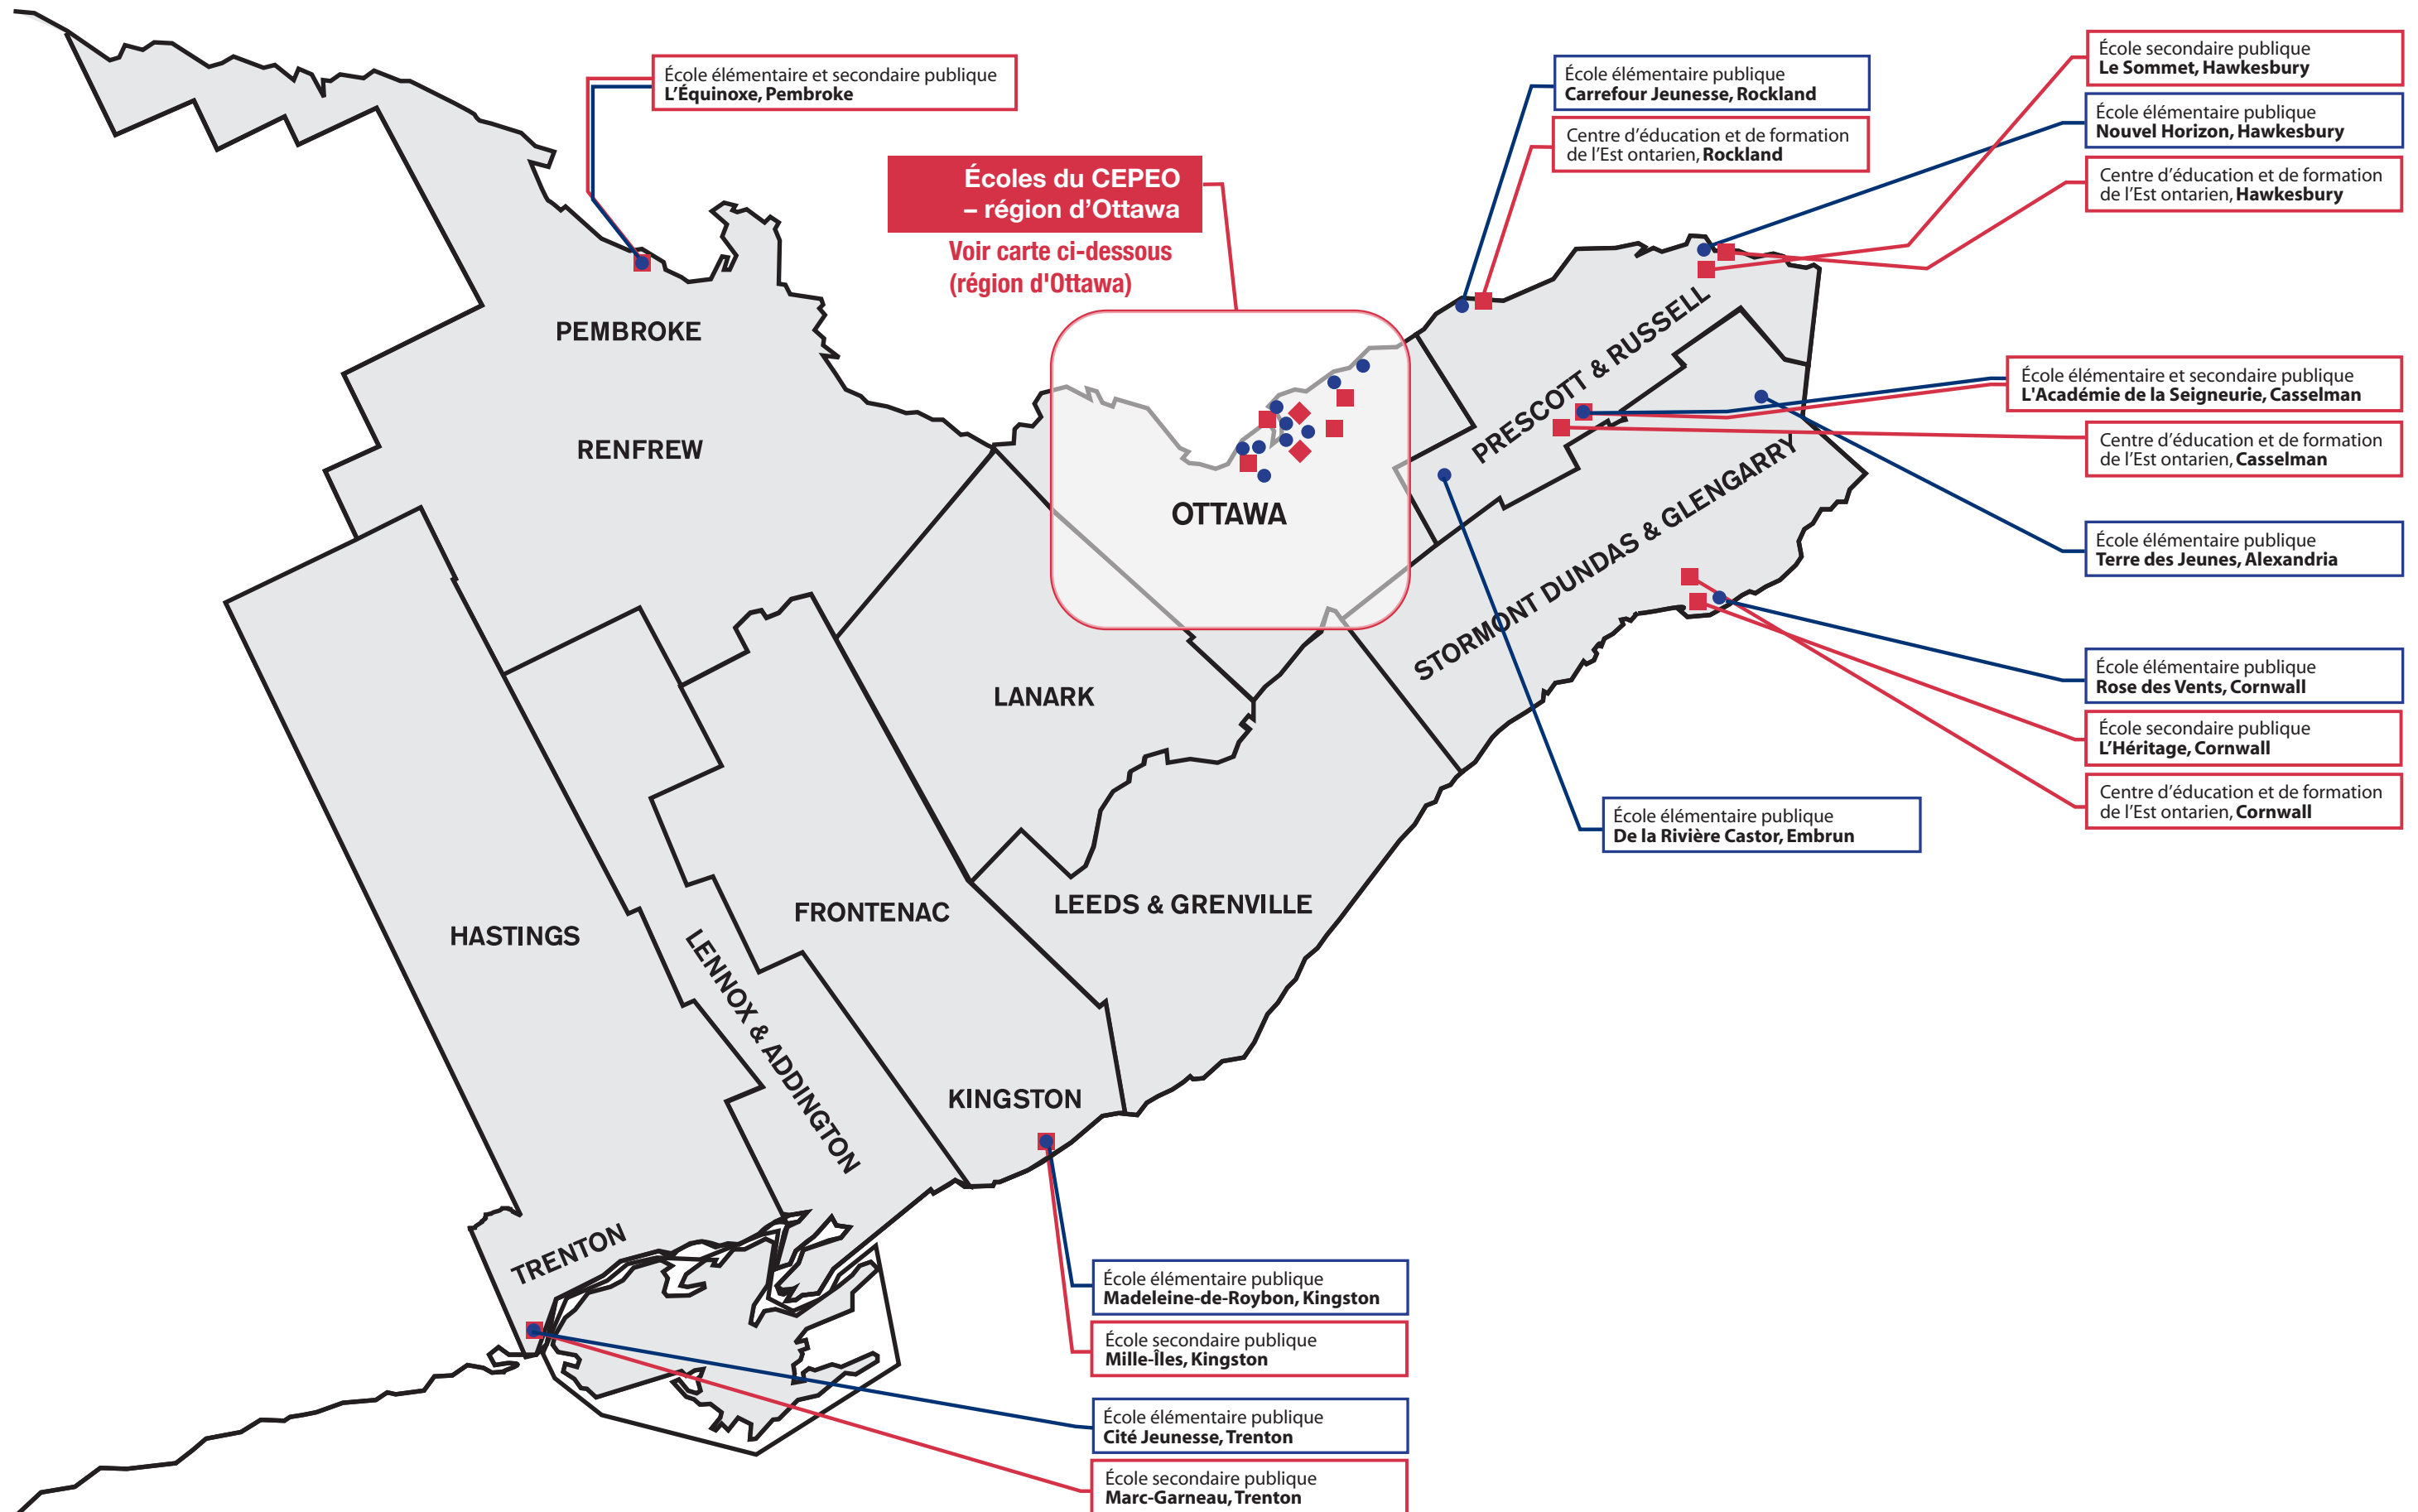 École élémentaire et secondaire publique
L’Équinoxe, Pembroke
École élémentaire publique
Carrefour Jeunesse, Rockland
Centre d’éducation et de formation
de l’Est ontarien, Rockland
École secondaire publique
Le Sommet, Hawkesbury
École élémentaire publique
Nouvel Horizon, Hawkesbury
Centre d’éducation et de formation
de l’Est ontarien, Hawkesbury
Écoles du CEPEO
– région d’Ottawa
Voir carte ci-dessous
(région d'Ottawa)
PEMBROKE
RENFREW
OTTAWA
PRESCOTT & RUSSELL
STORMONT DUNDAS & GLENGARRY
École élémentaire et secondaire publique
L'Académie de la Seigneurie, Casselman
Centre d’éducation et de formation
de l’Est ontarien, Casselman
École élémentaire publique
Terre des Jeunes, Alexandria
École élémentaire publique
Rose des Vents, Cornwall
École secondaire publique
L’Héritage, Cornwall
Centre d’éducation et de formation
de l’Est ontarien, Cornwall
École élémentaire publique
De la Rivière Castor, Embrun
LANARK
LEEDS & GRENVILLE
FRONTENAC
HASTINGS
LENNOX & ADDINGTON
KINGSTON
TRENTON
École élémentaire publique
Madeleine-de-Roybon, Kingston
École secondaire publique
Mille-Îles, Kingston
École élémentaire publique
Cité Jeunesse, Trenton
École secondaire publique
Marc-Garneau, Trenton